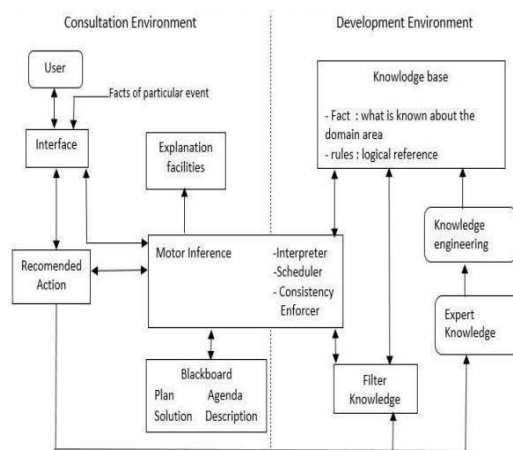 Consultation Environment
Development Environment
User
Facts of particular event
Interface
Explanation
facilities
Recomended
Action
Motor Inference
-Interpreter
-Scheduler
- Consistency
Enforcer
Blackboard
Plan Agenda
Solution Description
Knowlodge base
- Fact : what is known about the
domain area
- rules : logical reference
Knowledge
engineering
Expert
Knowledge
Filter
Knowledge